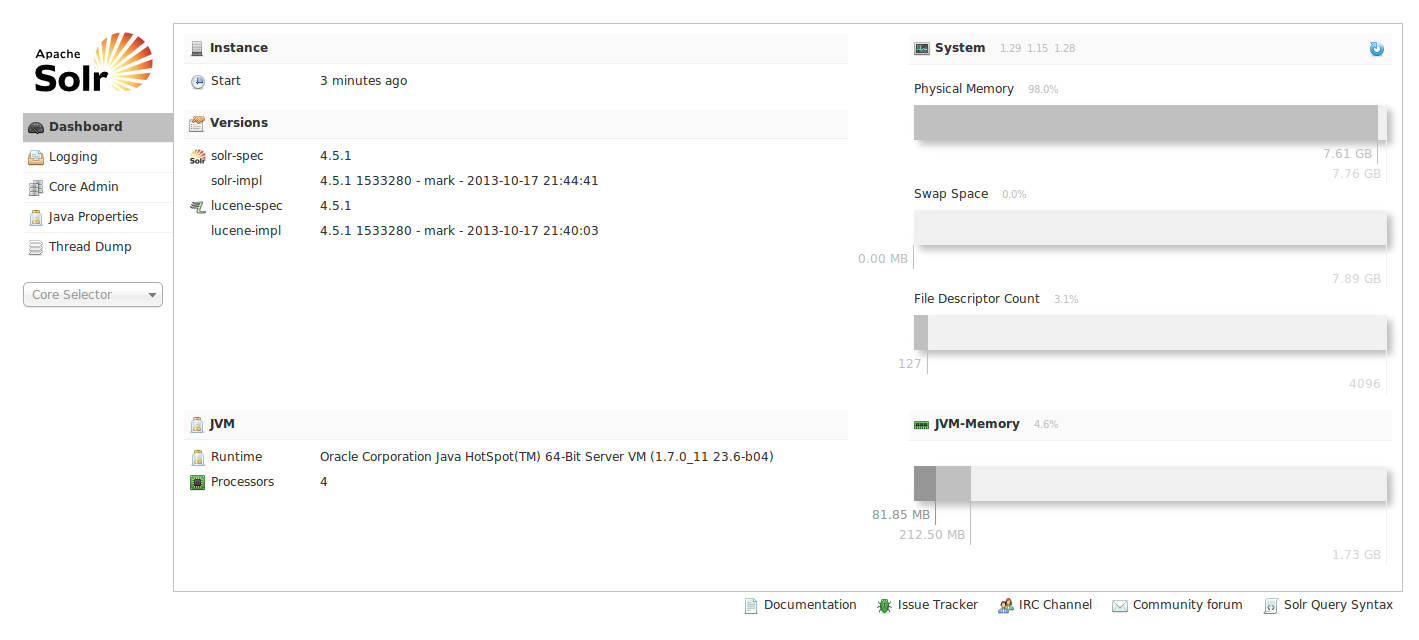 Apache
Solr
Dashboard
Logging
Core Admin
Java Properties
Thread Dump
Core Selector
Instance
Start 3 minutes ago
Versions
solr-spec 4.5.1
solr-impl 4.5.1 1533280 - mark - 2013-10-17 21:44:41
lucene-spec 4.5.1
lucene-impl 4.5.1 1533280 - mark - 2013-10-17 21:40:03
JVM
Runtime Oracle Corporation Java HotSpot(TM) 64-Bit Server VM (1.7.0_11 23.6-b04)
Processors 4
System 1.29 1.15 1.28
Physical Memory 98.0%
7.61 GB
7.76 GB
Swap Space 0.0%
0.00 MB
7.89 GB
File Descriptor Count 3.1%
127
4096
JVM-Memory 4.6%
81.85 MB
212.50 MB
1.73 GB
Documentation Issue Tracker IRC Channel Community forum Solr Query Syntax